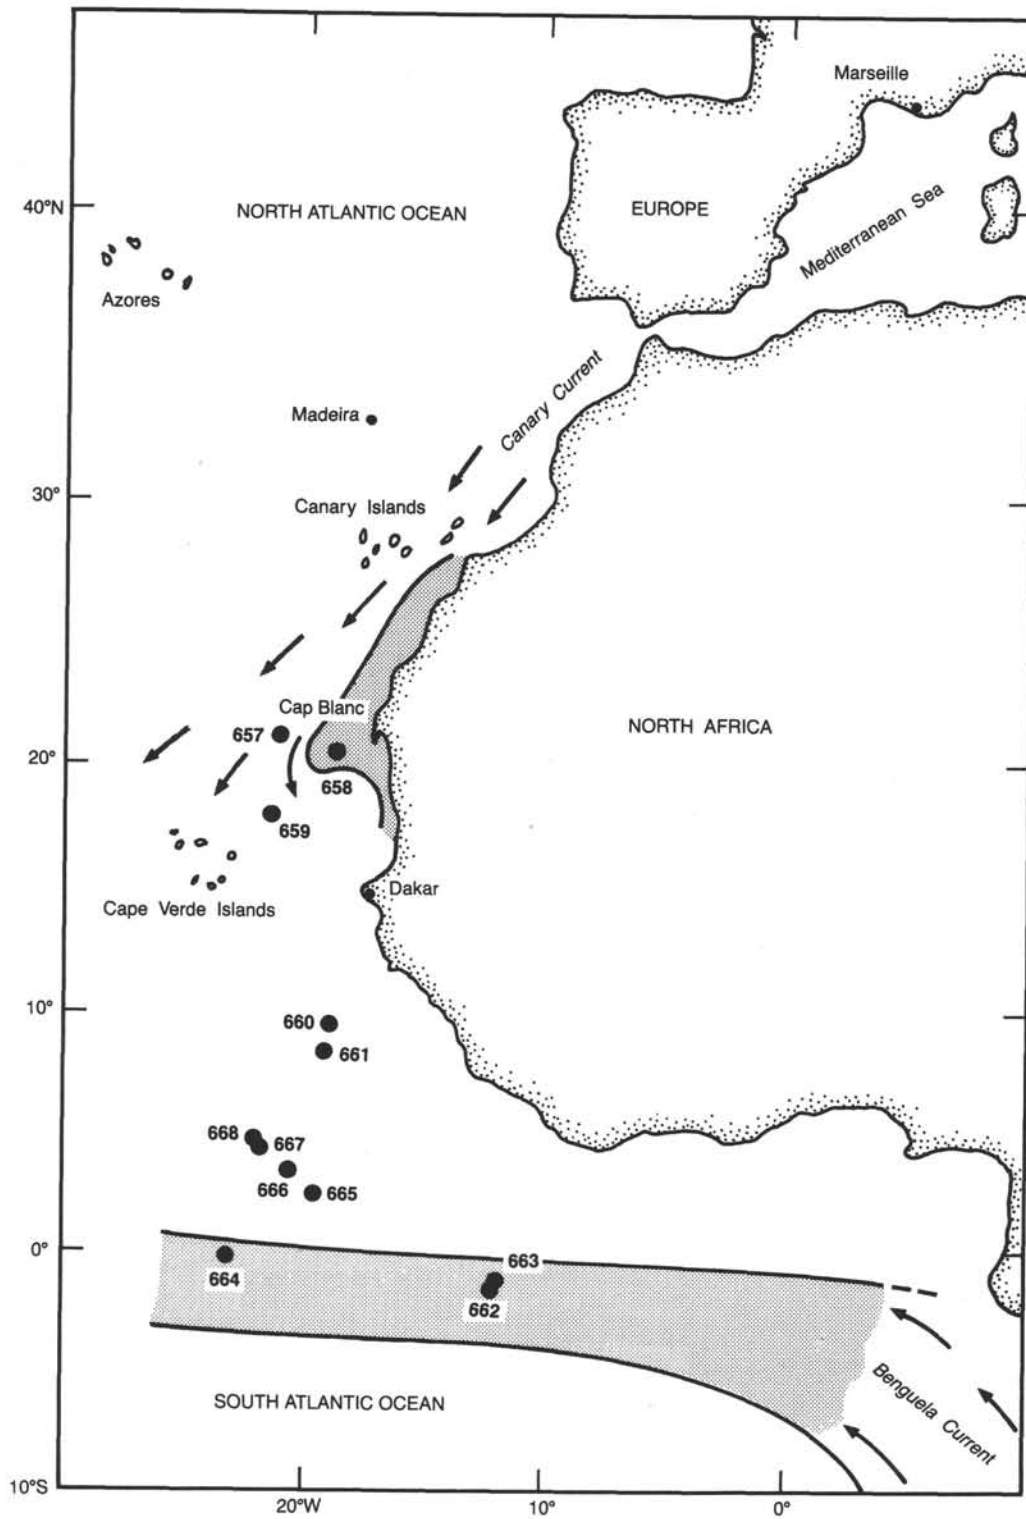 Marseille
40°N
NORTH ATLANTIC OCEAN
EUROPE
Mediterranean Sea
Azores
Canary Current
Madeira
30°
Canary Islands
Cap Blanc
657
NORTH AFRICA
20°
658
659
Dakar
Cape Verde Islands
10°
660
661
668
667
666
665
0°
663
664
662
Benguela Current
SOUTH ATLANTIC OCEAN
10°S
20°W
10°
0°